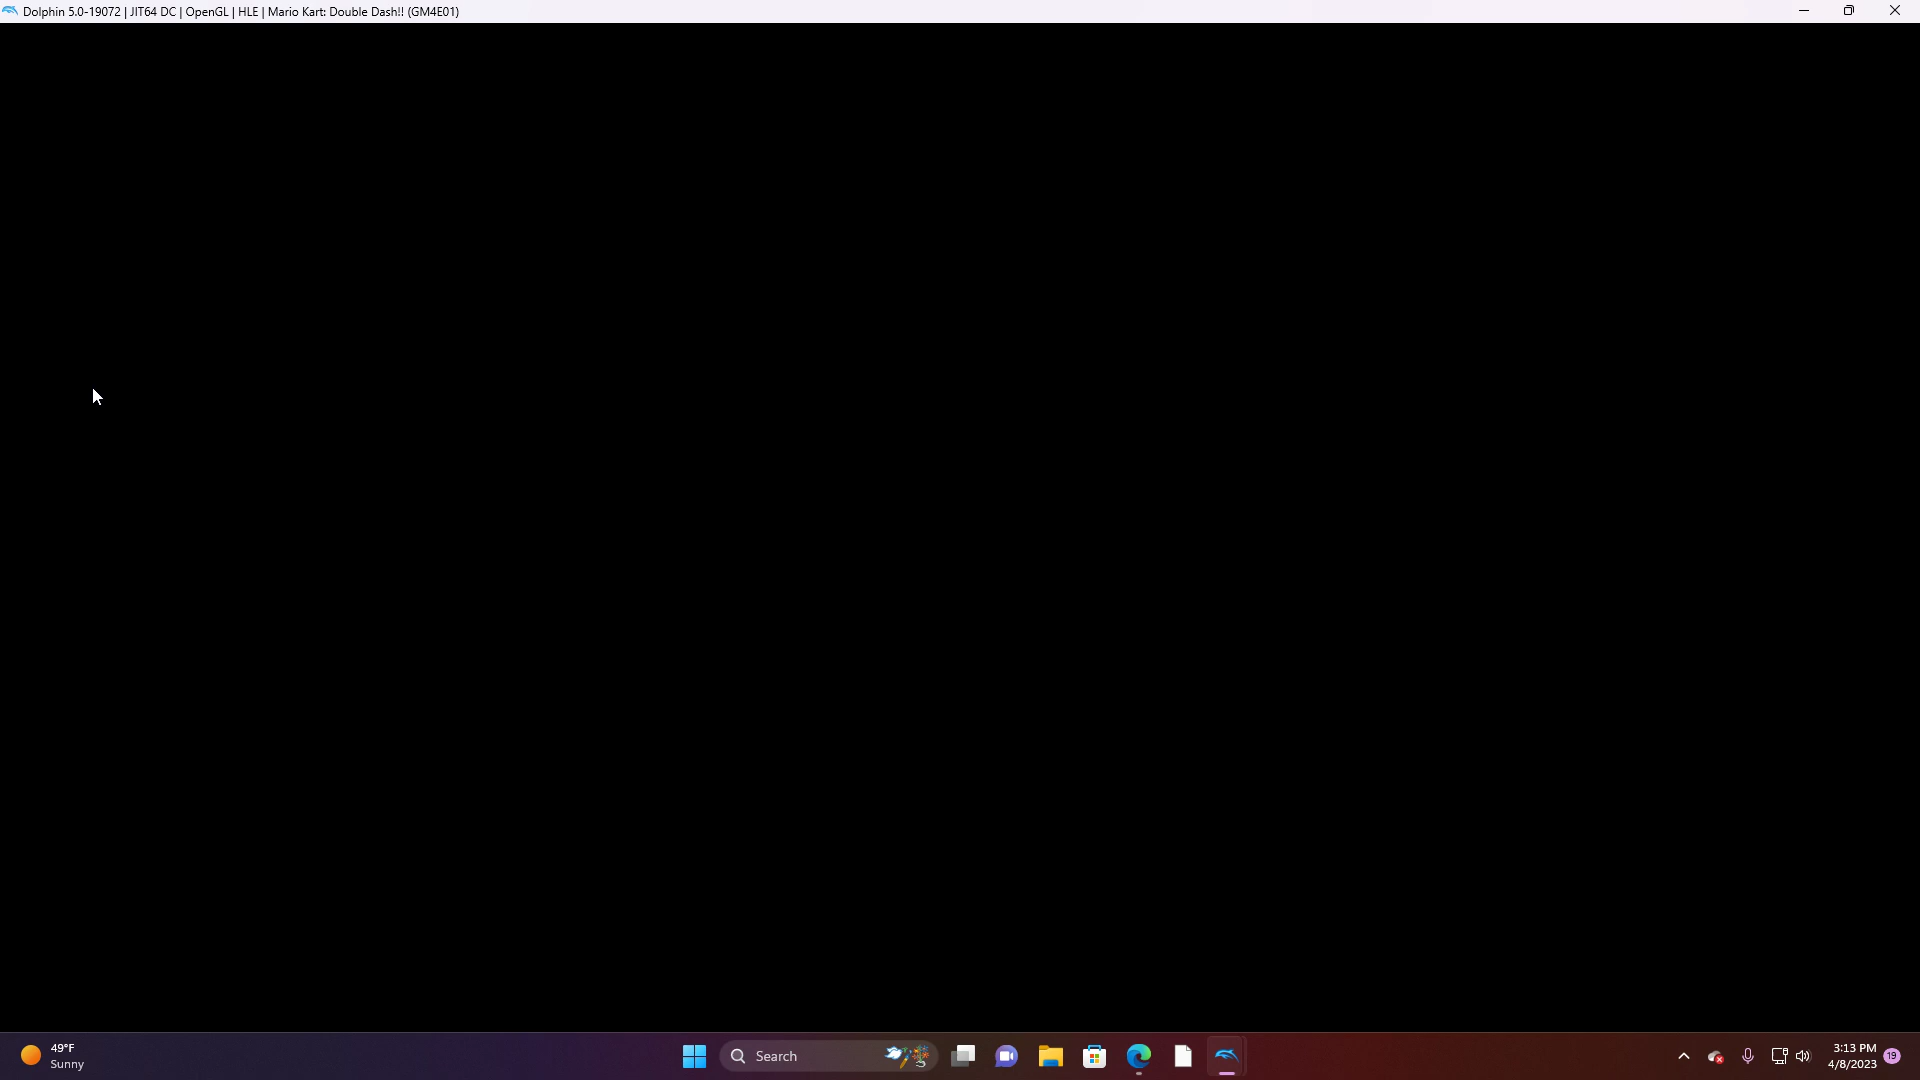 Dolphin 5.0-19072 | JIT64 DC | OpenGL | HLE | Mario Kart: Double Dash!! (GM4E01)
49°F
Sunny
Search
3:13 PM
4/8/2023
19